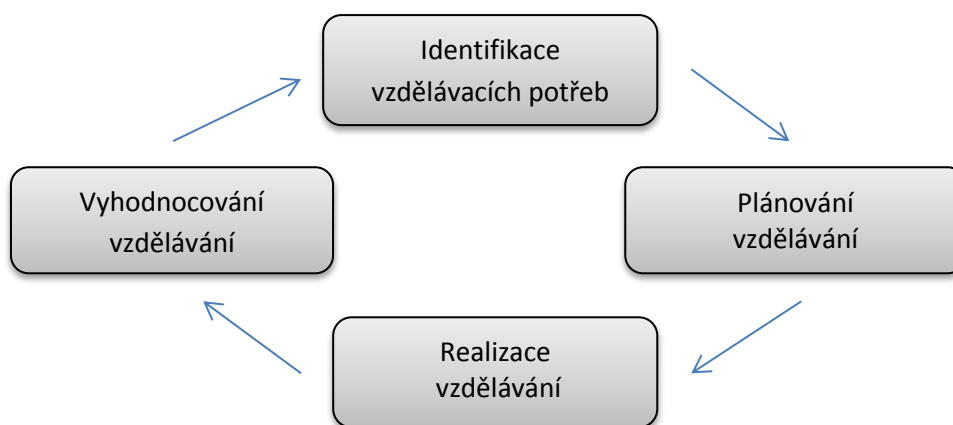 Identifikace
vzdělávacích potřeb
Vyhodnocování
vzdělávání
Plánování
vzdělávání
Realizace
vzdělávání